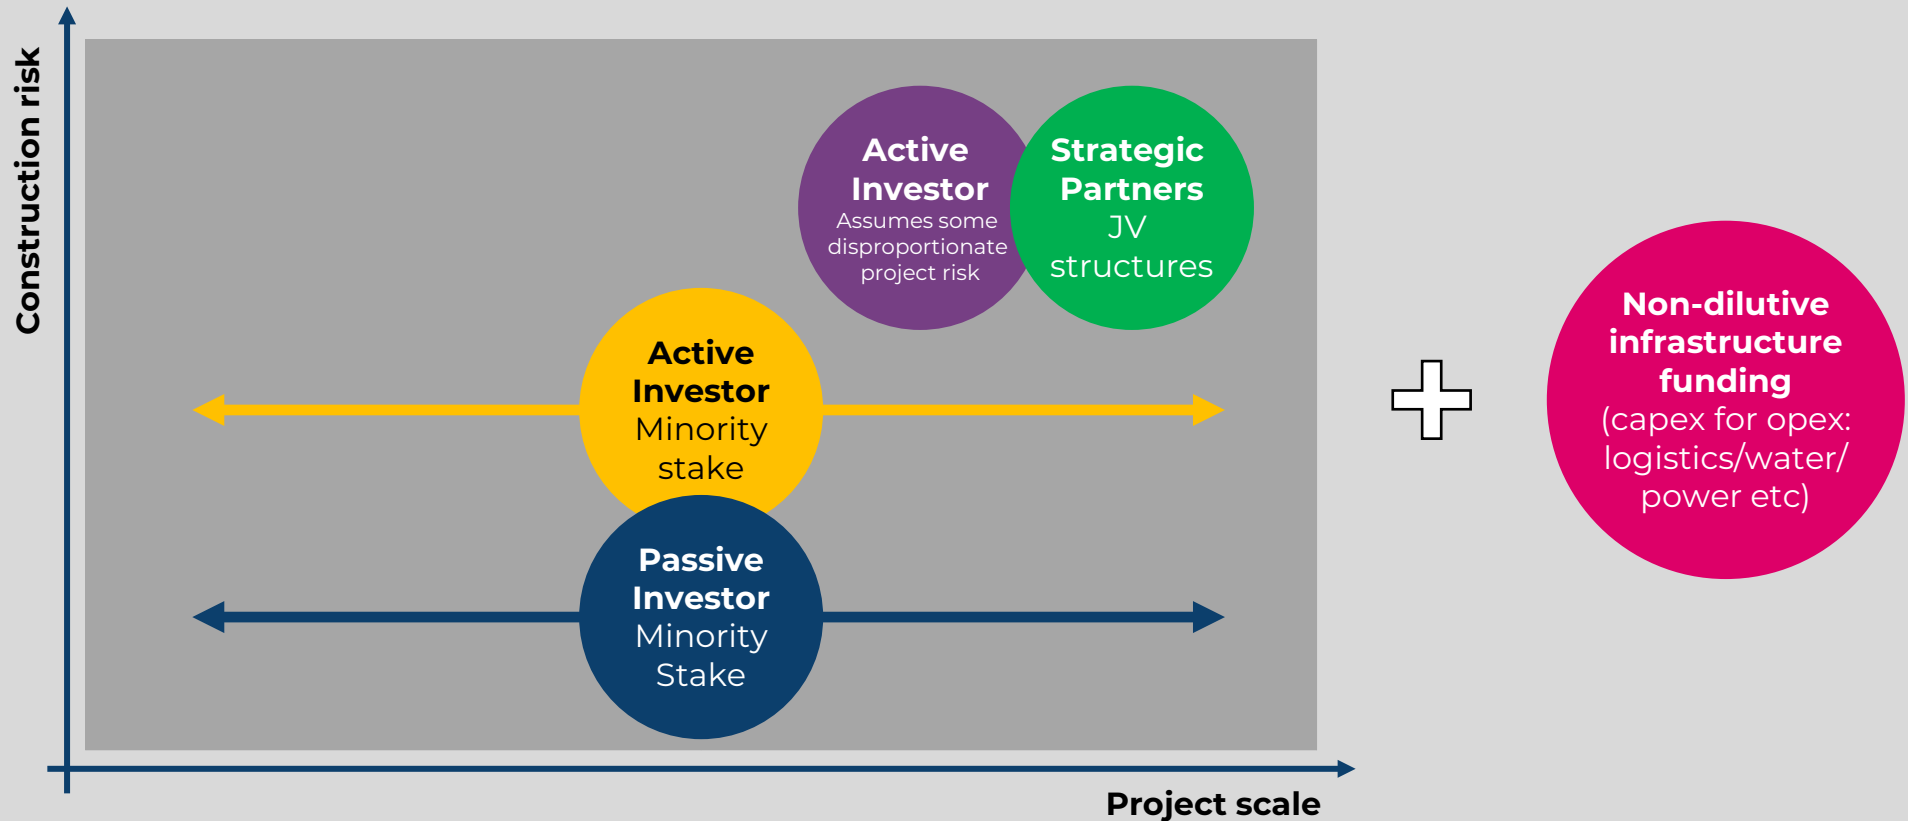 Construction risk
Active
Investor
Assumes some
disproportionate
project risk
Strategic
Partners
JV
structures
Active
Investor
Minority
stake
Passive
Investor
Minority
Stake
Non-dilutive
infrastructure
funding
(capex for opex:
logistics/water/
power etc)
Project scale